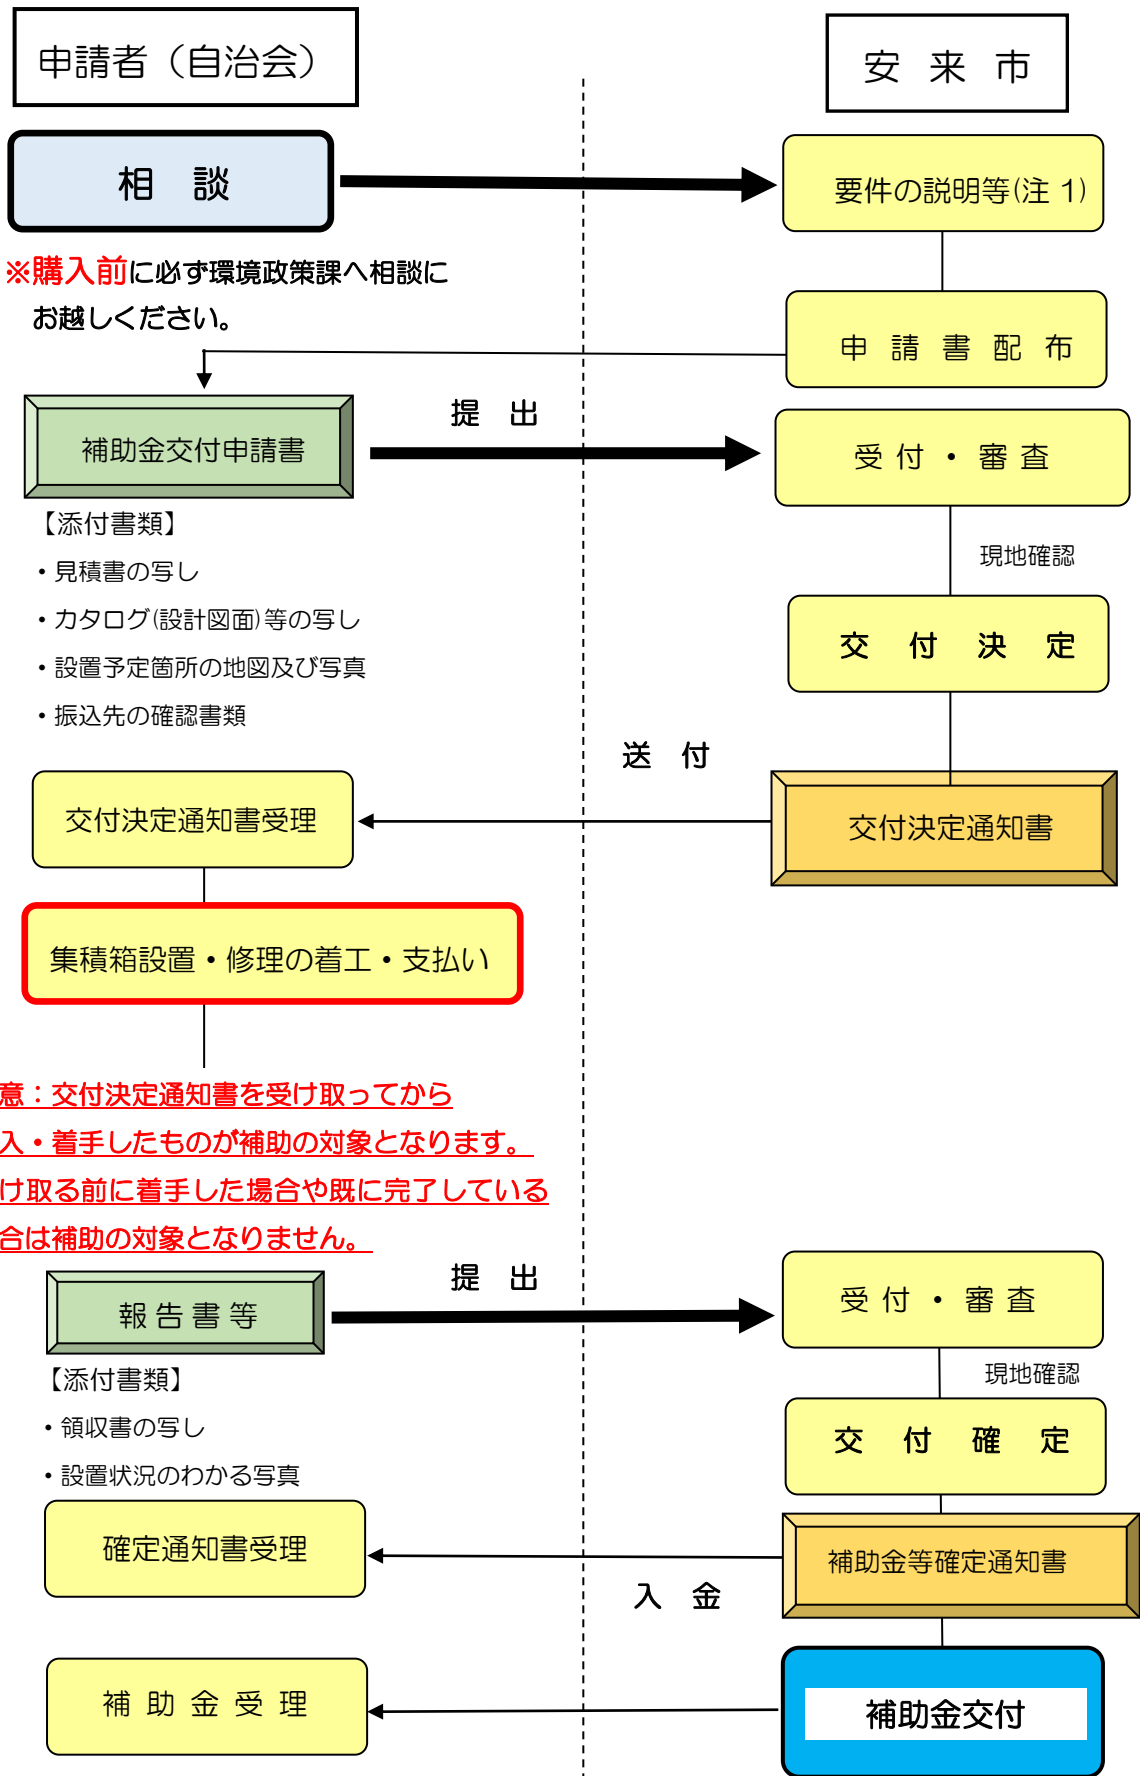 申請者（自治会）
安 来 市
相 談
要件の説明等(注 1)
※購入前に必ず環境政策課へ相談に
お越しください。
申 請 書 配 布
補助金交付申請書
提 出
受 付 ・ 審 査
【添付書類】
・見積書の写し
・カタログ(設計図面)等の写し
・設置予定箇所の地図及び写真
・振込先の確認書類
現地確認
交 付 決 定
送 付
交付決定通知書受理
交付決定通知書
集積箱設置・修理の着工・支払い
意：交付決定通知書を受け取ってから
入・着手したものが補助の対象となります。
け取る前に着手した場合や既に完了している
合は補助の対象となりません。
報 告 書 等
提 出
受 付 ・ 審 査
【添付書類】
・領収書の写し
・設置状況のわかる写真
現地確認
交 付 確 定
確定通知書受理
補助金等確定通知書
入 金
補 助 金 受 理
補助金交付